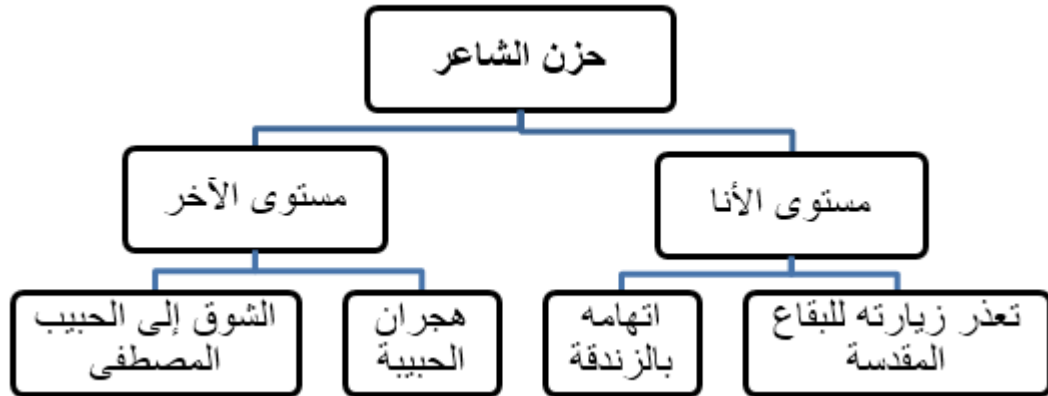 حزن الشاعر
مستوى الأنا
مستوى الآخر
تعذر زيارته للبقاع
المقدسة
اتهامه
بالزندقة
هجران
الحبيبة
الشوق إلى الحبيب
المصطفى